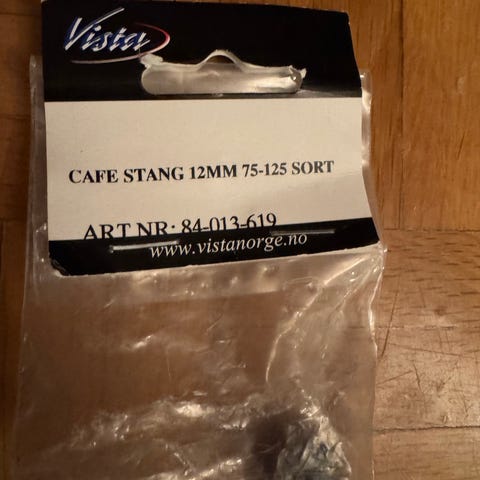 Vista
CAFE STANG 12MM 75-125 SORT
ART NR: 84-013-619
www.vistanorge.no